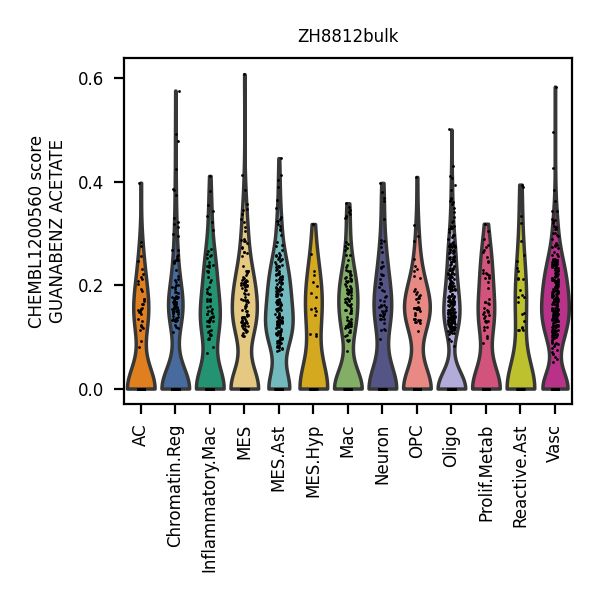 ZH8812bulk
CHEMBL1200560 score
GUANABENZ ACETATE
0.6
0.4
0.2
0.0
AC
Chromatin.Reg
Inflammatory.Mac
MES
MES.Ast
MES.Hyp
Mac
Neuron
OPC
Oligo
Prolif.Metab
Reactive.Ast
Vasc